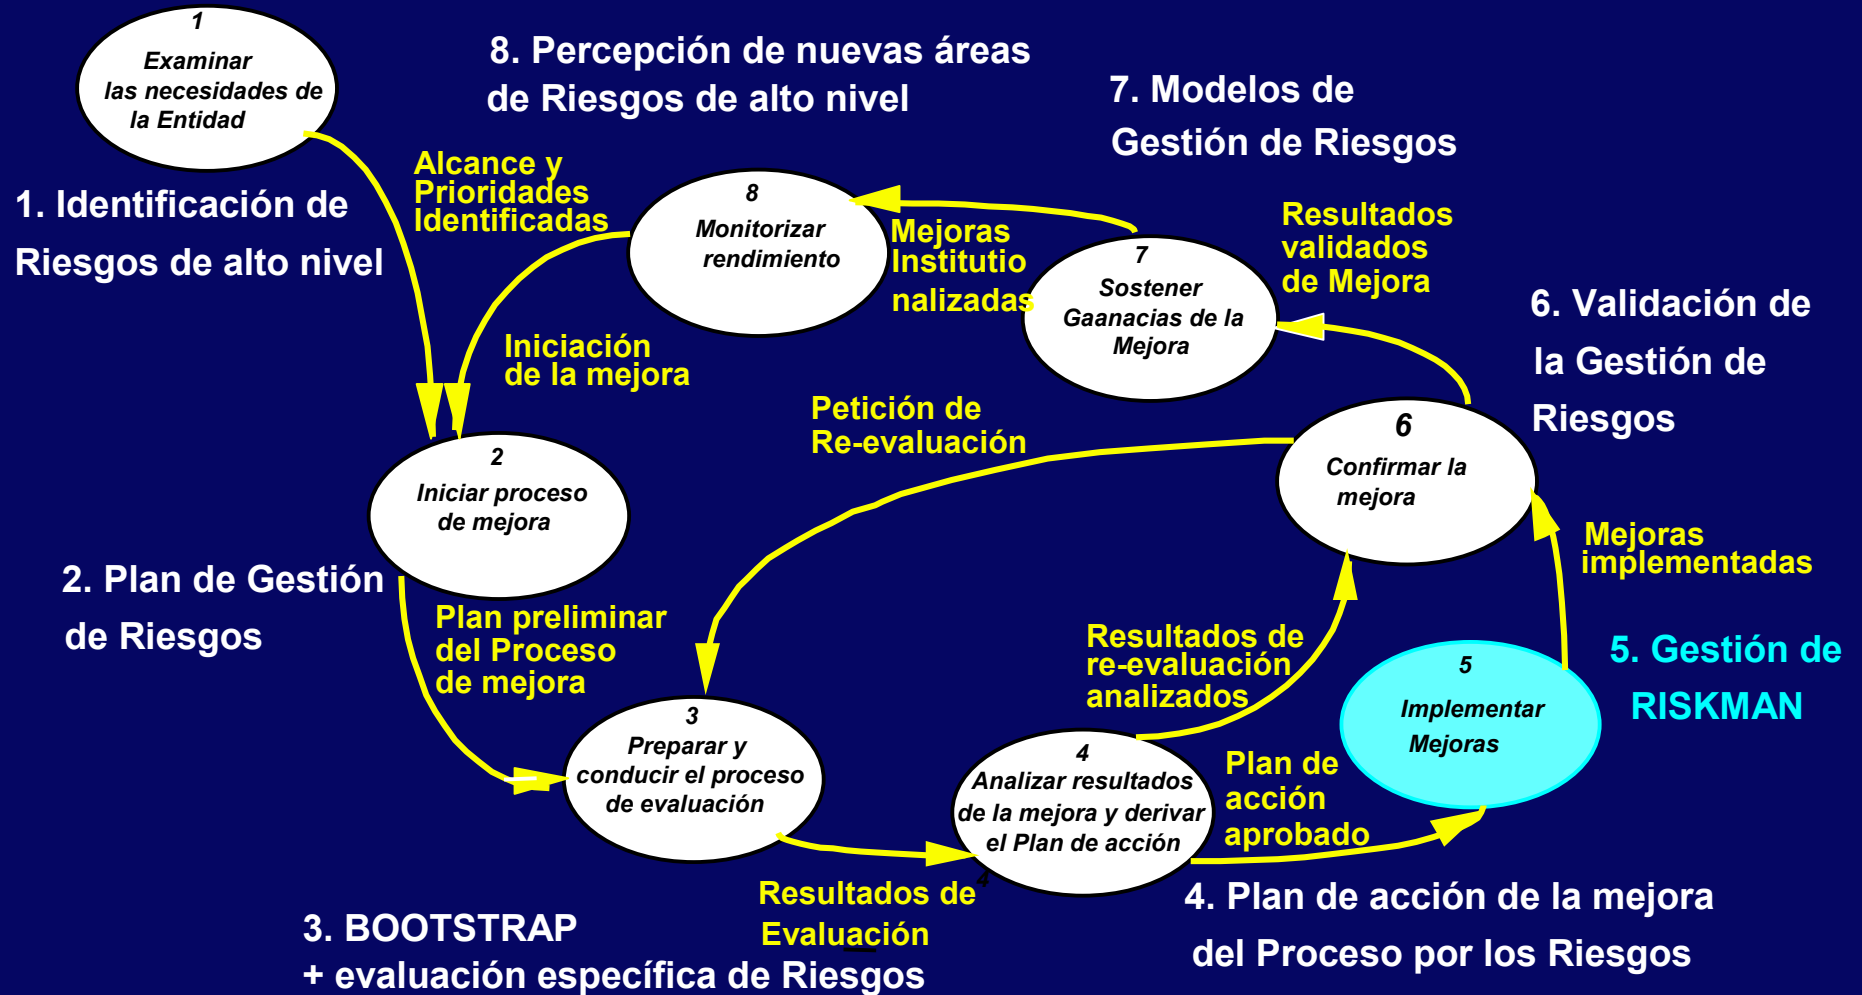 1
Examinar
las necesidades de
la Entidad
8. Percepción de nuevas áreas
de Riesgos de alto nivel
7. Modelos de
Gestión de Riesgos
1. Identificación de
Riesgos de alto nivel
Alcance y
Prioridades
Identificadas
8
Monitorizar
rendimiento
Mejoras
Institutio
nalizadas
7
Sostener
Gaanacias de la
Mejora
Resultados
validados
de Mejora
6. Validación de
la Gestión de
Riesgos
Iniciación
de la mejora
Petición de
Re-evaluación
6
Confirmar la
mejora
2
Iniciar proceso
de mejora
Mejoras
implementadas
2. Plan de Gestión
de Riesgos
Plan preliminar
del Proceso
de mejora
Resultados de
re-evaluación
analizados
5
Implementar
Mejoras
5. Gestión de
RISKMAN
3
Preparar y
conducir el proceso
de evaluación
4
Analizar resultados
de la mejora y derivar
el Plan de acción
4
Plan de
acción
aprobado
Resultados de
Evaluación
4. Plan de acción de la mejora
del Proceso por los Riesgos
3. BOOTSTRAP
+ evaluación específica de Riesgos